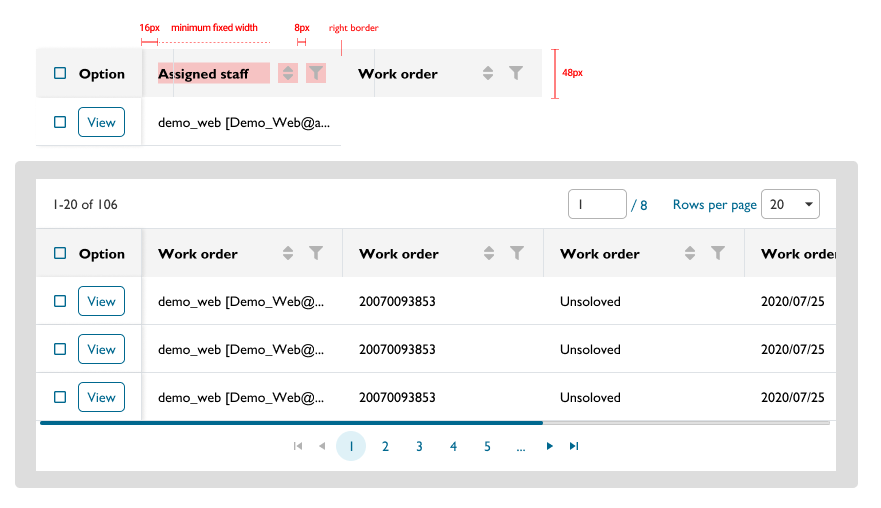 16px minimum fixed width 8px right border
Option Assigned staff Work order
48px
View demo_web [Demo_Web@a...
1-20 of 106 1 / 8 Rows per page 20
Option Work order Work order Work order Work order
View demo_web [Demo_Web@... 20070093853 Unsoloved 2020/07/25
View demo_web [Demo_Web@... 20070093853 Unsoloved 2020/07/25
View demo_web [Demo_Web@... 20070093853 Unsoloved 2020/07/25
1 2 3 4 5 ...